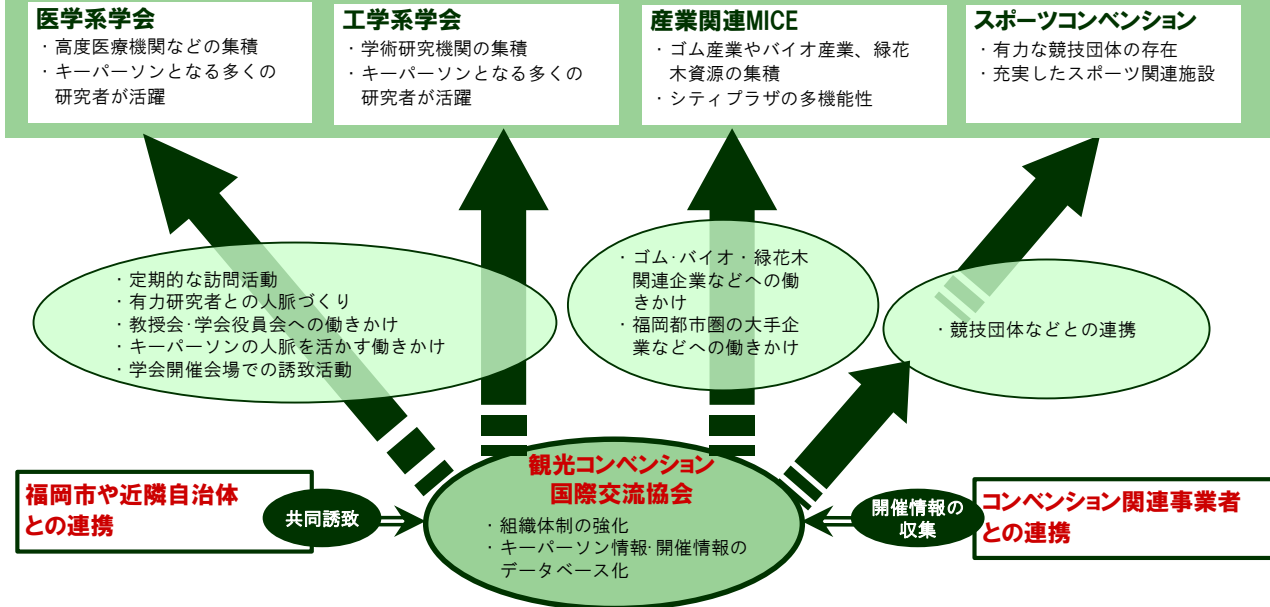 医学系学会
・高度医療機関などの集積
・キーパーソンとなる多くの
研究者が活躍
工学系学会
・学術研究機関の集積
・キーパーソンとなる多くの
研究者が活躍
産業関連MICE
・ゴム産業やバイオ産業、緑花
木資源の集積
・シティプラザの多機能性
スポーツコンベンション
・有力な競技団体の存在
・充実したスポーツ関連施設
・定期的な訪問活動
・有力研究者との人脈づくり
・教授会・学会役員会への働きかけ
・キーパーソンの人脈を活かす働きかけ
・学会開催会場での誘致活動
・ゴム・バイオ・緑花木
関連企業などへの働
きかけ
・福岡都市圏の大手企
業などへの働きかけ
・競技団体などとの連携
福岡市や近隣自治体
との連携
共同誘致
観光コンベンション
国際交流協会
・組織体制の強化
・キーパーソン情報・開催情報の
データベース化
開催情報の
収集
コンベンション関連事業者
との連携